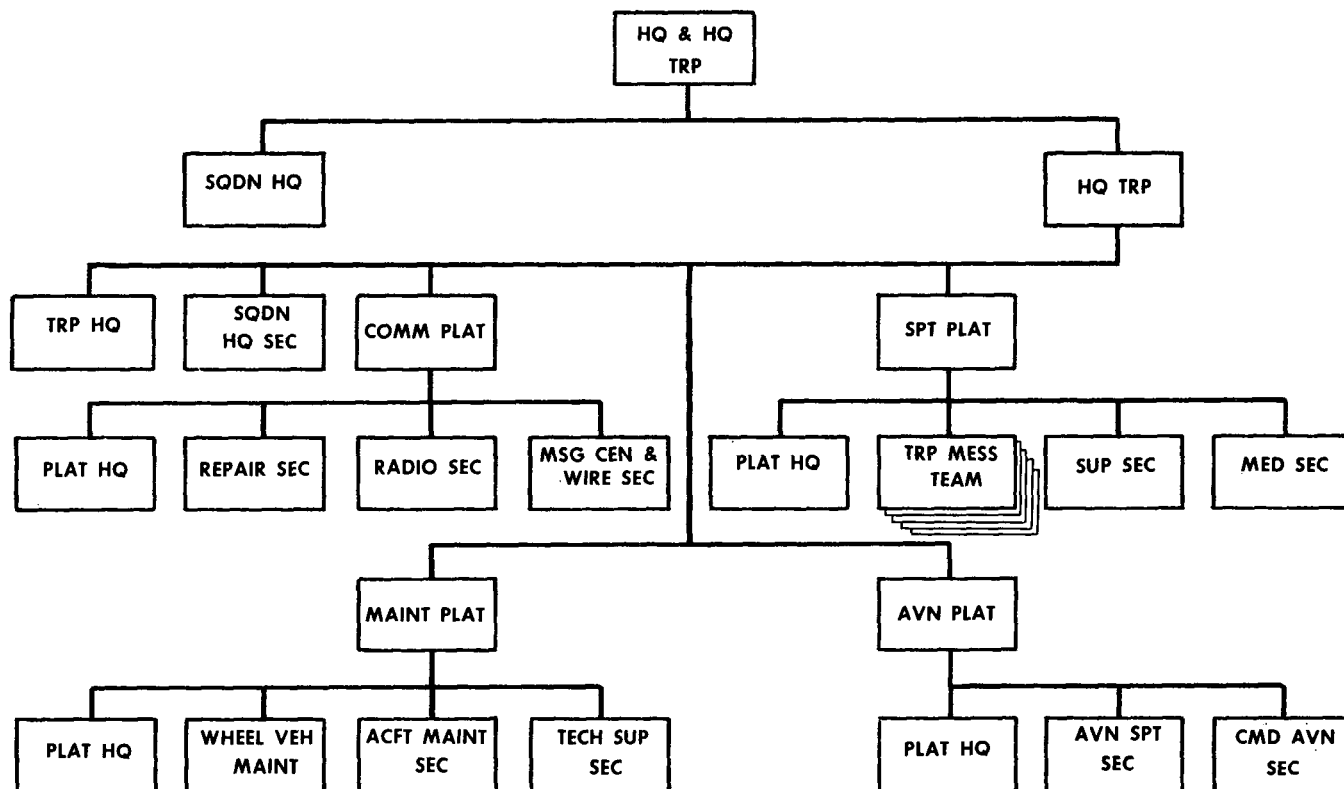 HQ & HQ
TRP
SQDN HQ
HQ TRP
TRP HQ
SQDN
HQ SEC
COMM PLAT
SPT PLAT
PLAT HQ
REPAIR SEC
RADIO SEC
MSG CEN &
WIRE SEC
PLAT HQ
TRP MESS
TEAM
SUP SEC
MED SEC
MAINT PLAT
AVN PLAT
PLAT HQ
WHEEL VEH
MAINT
ACFT MAINT
SEC
TECH SUP
SEC
PLAT HQ
AVN SPT
SEC
CMD AVN
SEC